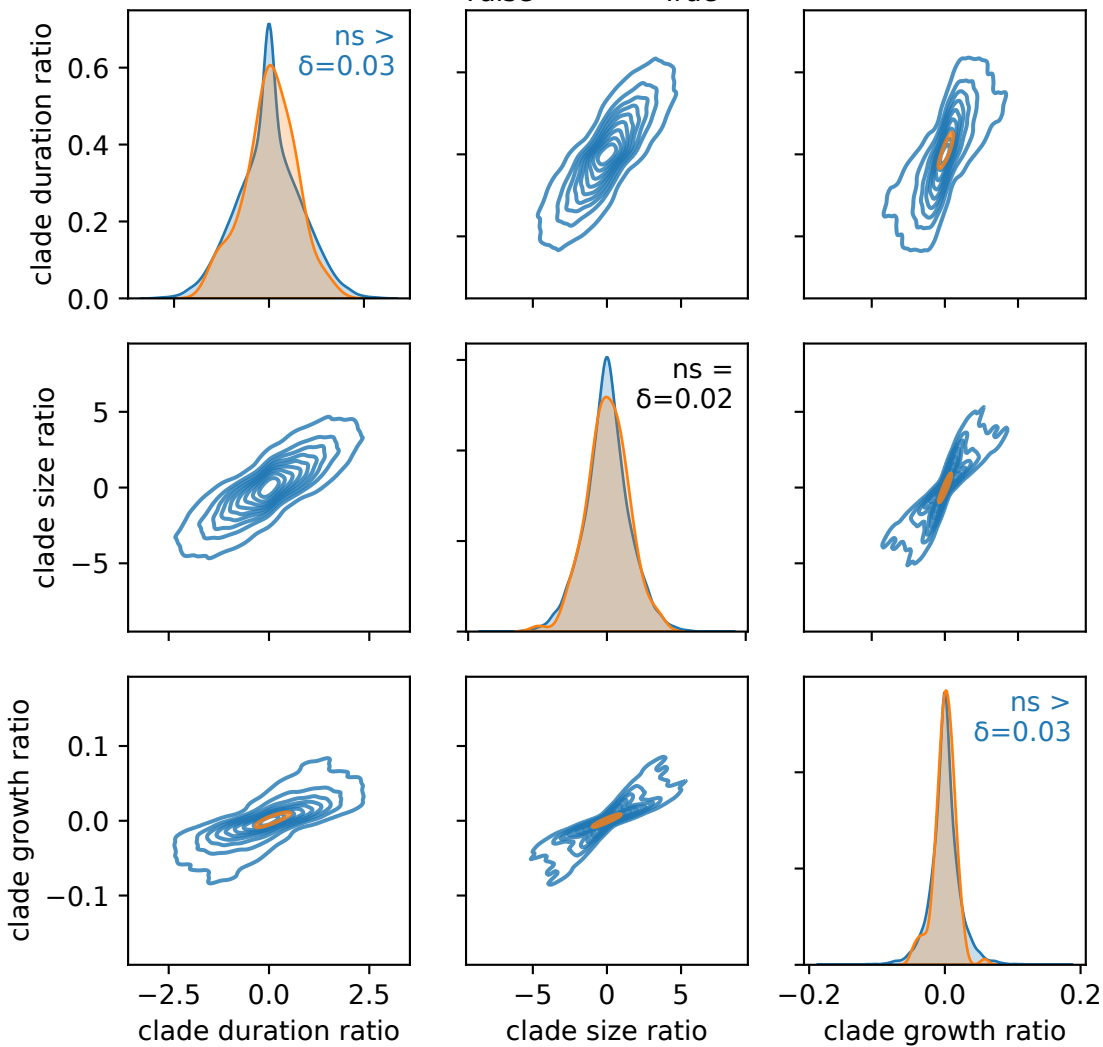 clade duration ratio
0.6
0.4
0.2
0.0
ns >
δ=0.03
clade size ratio
5
0
−5
ns =
δ=0.02
clade growth ratio
0.1
0.0
−0.1
ns >
δ=0.03
−2.5 0.0 2.5
−5 0 5
−0.2 0.0 0.2
clade duration ratio
clade size ratio
clade growth ratio